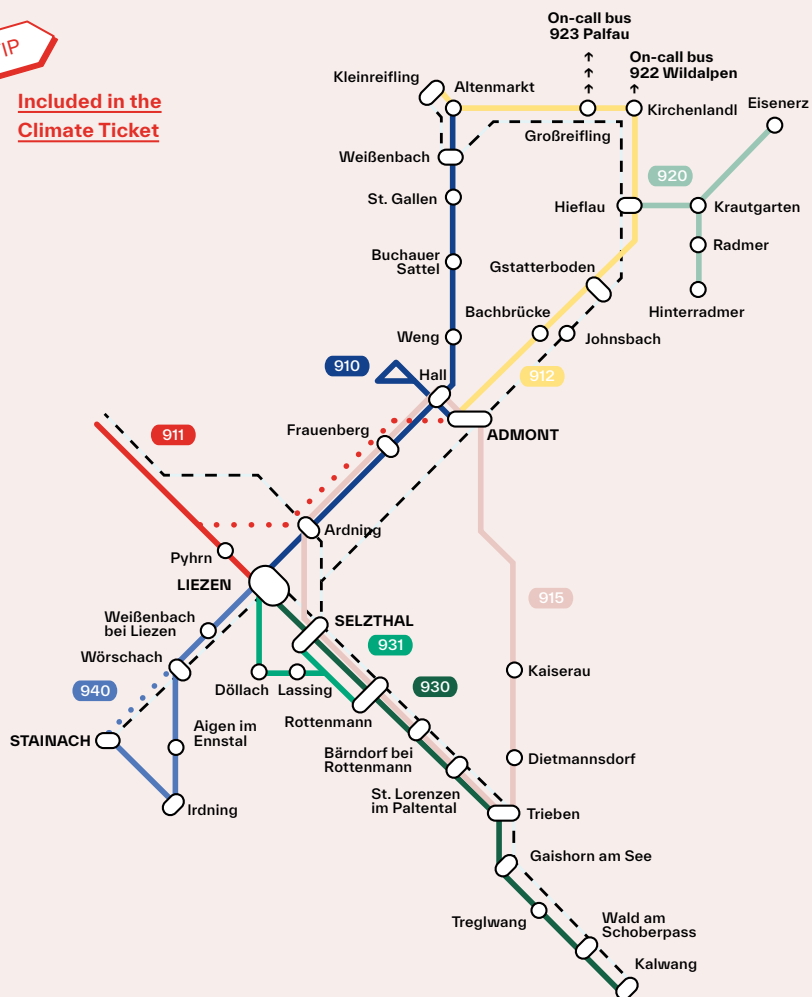 IP
Included in the
Climate Ticket
On-call bus
923 Palfau
On-call bus
922 Wildalpen
Kleinreifling
Altenmarkt
Kirchenlandl
Eisenerz
Großreifling
Weißenbach
920
St. Gallen
Hieflau
Krautgarten
Buchauer
Sattel
Radmer
Gstatterboden
Hinterradmer
Bachbrücke
Weng
Johnsbach
910
Hall
912
911
Frauenberg
ADMONT
Ardning
Pyhrn
LIEZEN
915
Weißenbach
bei Liezen
SELZTHAL
931
Wörschach
Kaiserau
940
Döllach
Lassing
930
Rottenmann
Aigen im
Ennstal
STAINACH
Bärndorf bei
Rottenmann
Dietmannsdorf
St. Lorenzen
im Paltental
Irdning
Trieben
Gaishorn am See
Treglwang
Wald am
Schoberpass
Kalwang